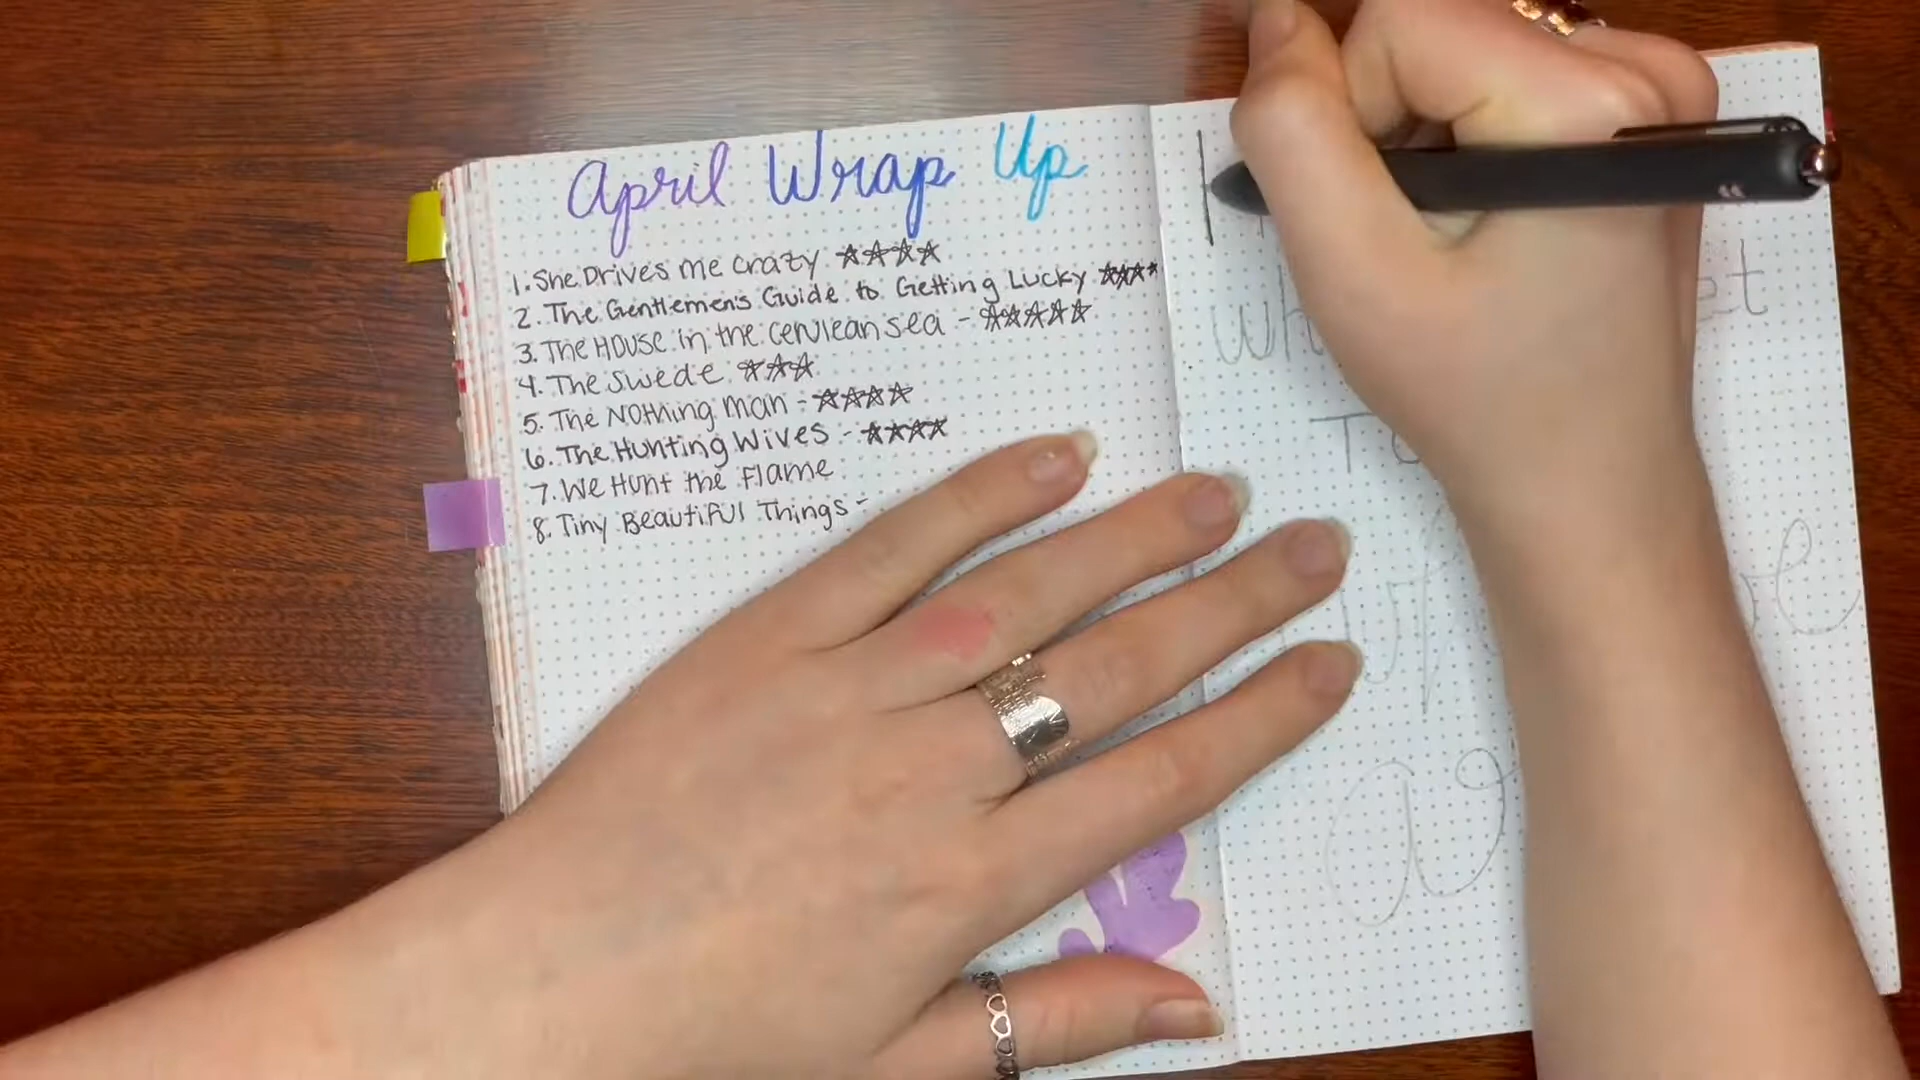 April Wrap Up
1. She Drives me crazy ☆☆☆☆
2. The Gentlemen's Guide to Getting Lucky ☆☆☆☆
3. The House in the cerulean sea - ☆☆☆☆☆
4. The Swede ☆☆☆
5. The Nothing man - ☆☆☆☆
6. The Hunting Wives - ☆☆☆☆
7. We Hunt the Flame
8. Tiny Beautiful Things -